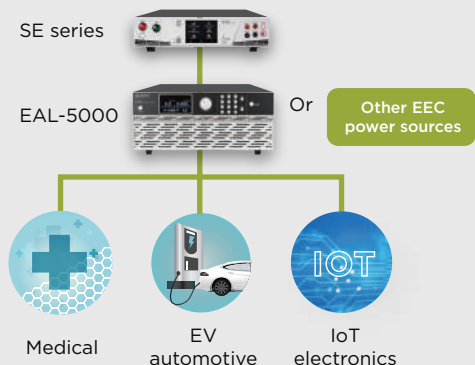 SE series
EAL-5000
Or
Other EEC
power sources
IOT
Medical
EV
automotive
IoT
electronics